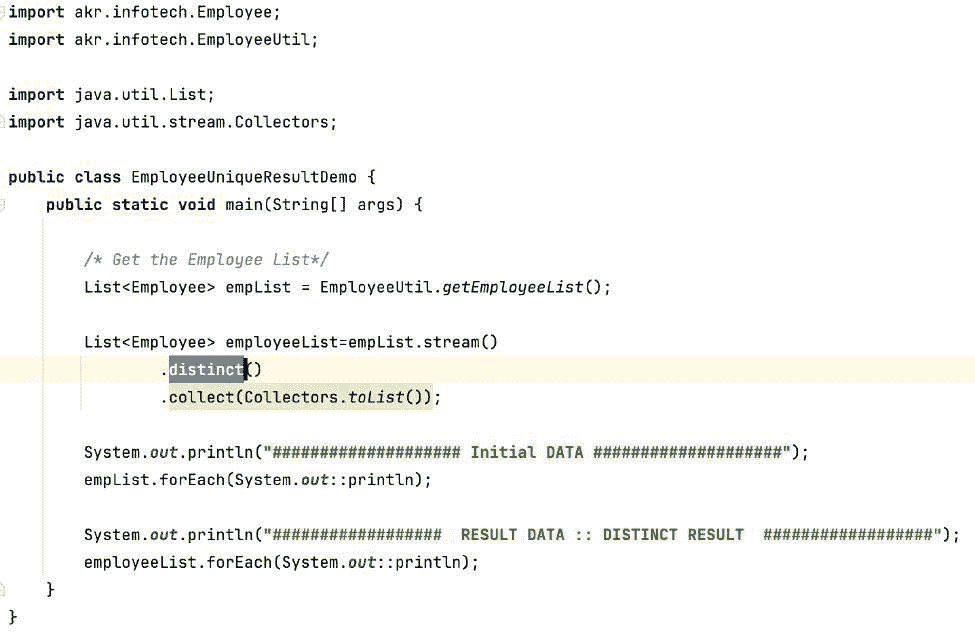 import akr.infotech.Employee;
import akr.infotech.EmployeeUtil;
import java.util.List;
import java.util.stream.Collectors;
public class EmployeeUniqueResultDemo {
public static void main(String[] args) {
/* Get the Employee List*/
List<Employee> empList = EmployeeUtil.getEmployeeList();
List<Employee> employeeList=empList.stream()
.distinct()
.collect(Collectors.toList());
System.out.println("#################### Initial DATA ####################");
empList.forEach(System.out::println);
System.out.println("##################  RESULT DATA :: DISTINCT RESULT  ##################");
employeeList.forEach(System.out::println);
}
}